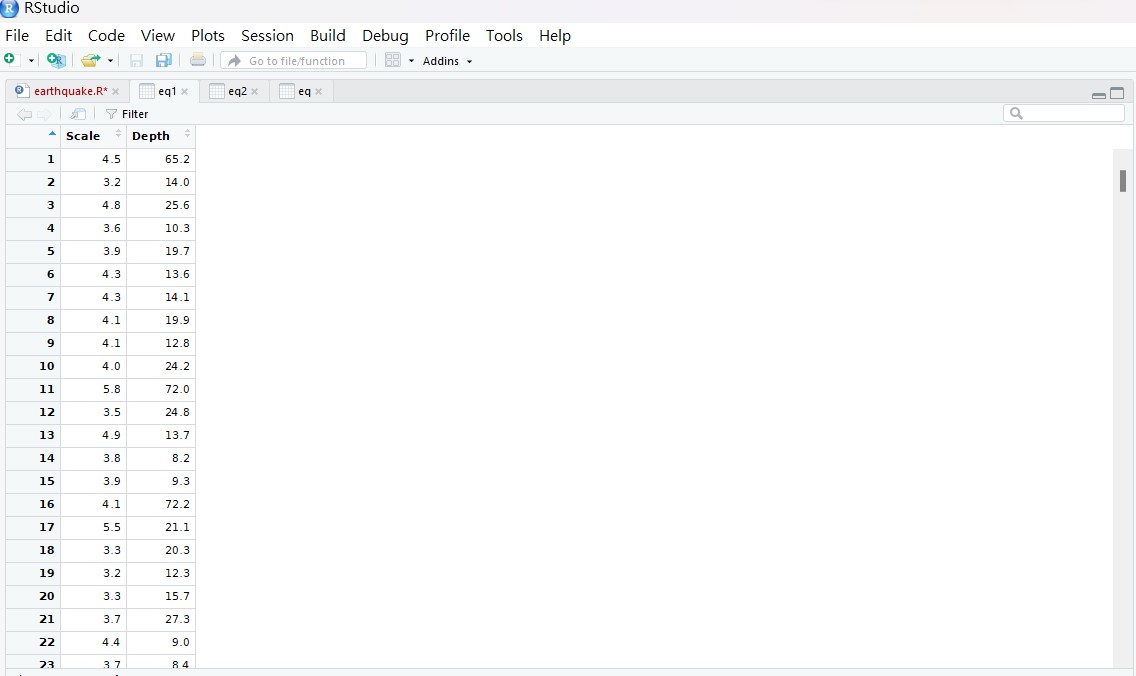 RStudio
File Edit Code View Plots Session Build Debug Profile Tools Help
Go to file/function Addins
earthquake.R* eq1 eq2 eq
Filter
Scale Depth
1 4.5 65.2
2 3.2 14.0
3 4.8 25.6
4 3.6 10.3
5 3.9 19.7
6 4.3 13.6
7 4.3 14.1
8 4.1 19.9
9 4.1 12.8
10 4.0 24.2
11 5.8 72.0
12 3.5 24.8
13 4.9 13.7
14 3.8 8.2
15 3.9 9.3
16 4.1 72.2
17 5.5 21.1
18 3.3 20.3
19 3.2 12.3
20 3.3 15.7
21 3.7 27.3
22 4.4 9.0
23 3.7 8.4